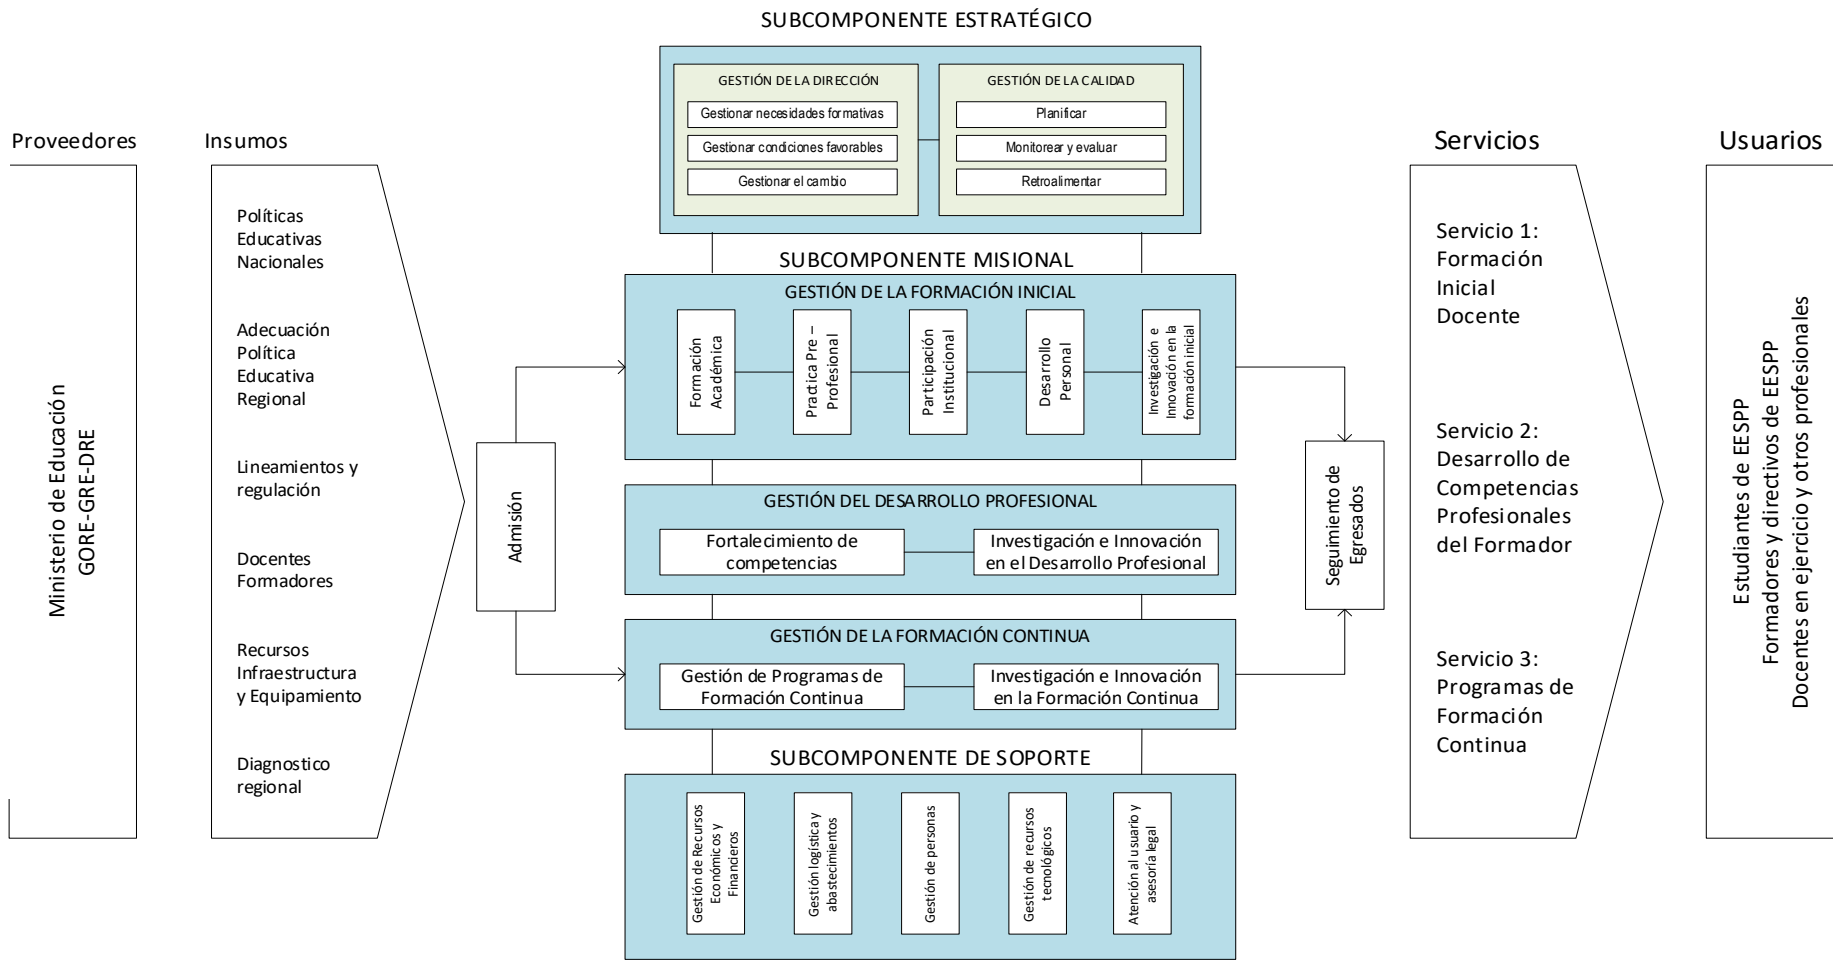 SUBCOMPONENTE ESTRATÉGICO
GESTIÓN DE LA DIRECCIÓN
Gestionar necesidades formativas
Gestionar condiciones favorables
Gestionar el cambio
GESTIÓN DE LA CALIDAD
Planificar
Monitorear y evaluar
Retroalimentar
Proveedores
Ministerio de Educación
GORE-GRE-DRE
Insumos
Políticas
Educativas
Nacionales
Adecuación
Política
Educativa
Regional
Lineamientos y
regulación
Docentes
Formadores
Recursos
Infraestructura
y Equipamiento
Diagnostico
regional
Admisión
SUBCOMPONENTE MISIONAL
GESTIÓN DE LA FORMACIÓN INICIAL
Formación
Académica
Practica Pre –
Profesional
Participación
Institucional
Desarrollo
Personal
Investigación e
Innovación en la
formación inicial
GESTIÓN DEL DESARROLLO PROFESIONAL
Fortalecimiento de
competencias
Investigación e Innovación
en el Desarrollo Profesional
GESTIÓN DE LA FORMACIÓN CONTINUA
Gestión de Programas de
Formación Continua
Investigación e Innovación
en la Formación Continua
SUBCOMPONENTE DE SOPORTE
Gestión de Recursos
Económicos y
Financieros
Gestión logística y
abastecimientos
Gestión de personas
Gestión de recursos
tecnológicos
Atención al usuario y
asesoría legal
Seguimiento de
Egresados
Servicios
Servicio 1:
Formación
Inicial
Docente
Servicio 2:
Desarrollo de
Competencias
Profesionales
del Formador
Servicio 3:
Programas de
Formación
Continua
Usuarios
Estudiantes de EESPP
Formadores y directivos de EESPP
Docentes en ejercicio y otros profesionales